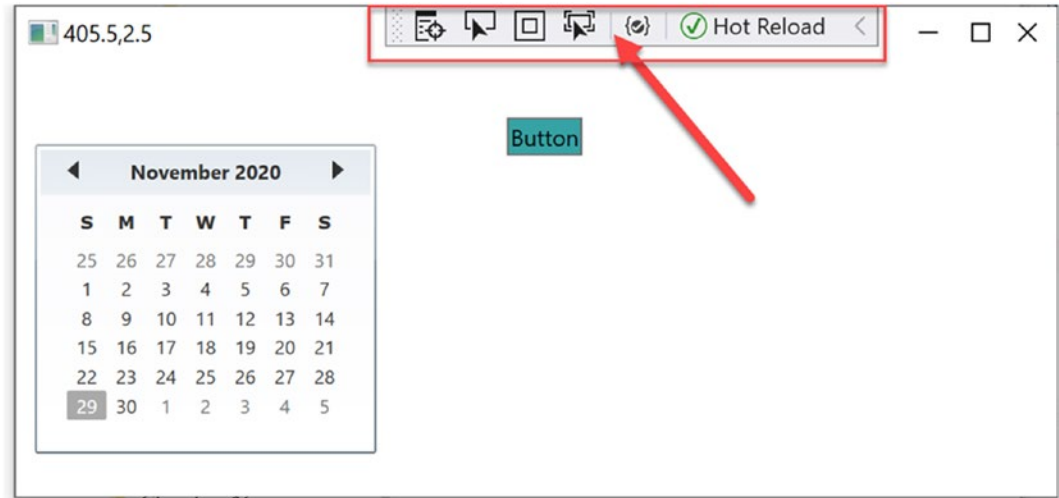 405.5,2.5
Hot Reload
Button
November 2020
S M T W T F S
25 26 27 28 29 30 31
1 2 3 4 5 6 7
8 9 10 11 12 13 14
15 16 17 18 19 20 21
22 23 24 25 26 27 28
29 30 1 2 3 4 5